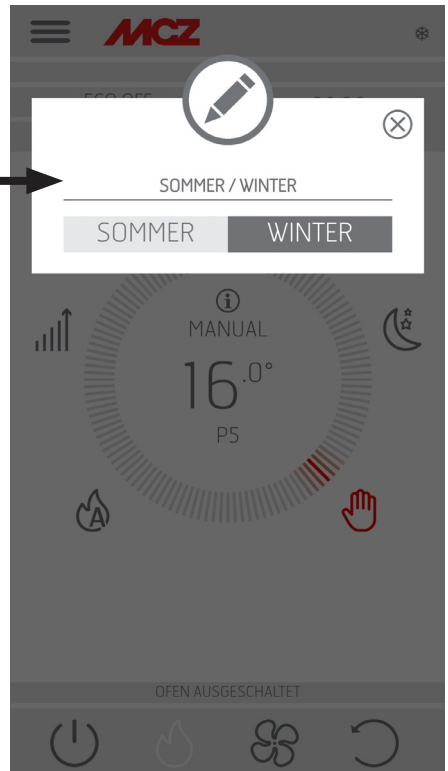 MCZ
SOMMER / WINTER
SOMMER WINTER
MANUAL
16.0°
P5
A
OFEN AUSGESCHALTET